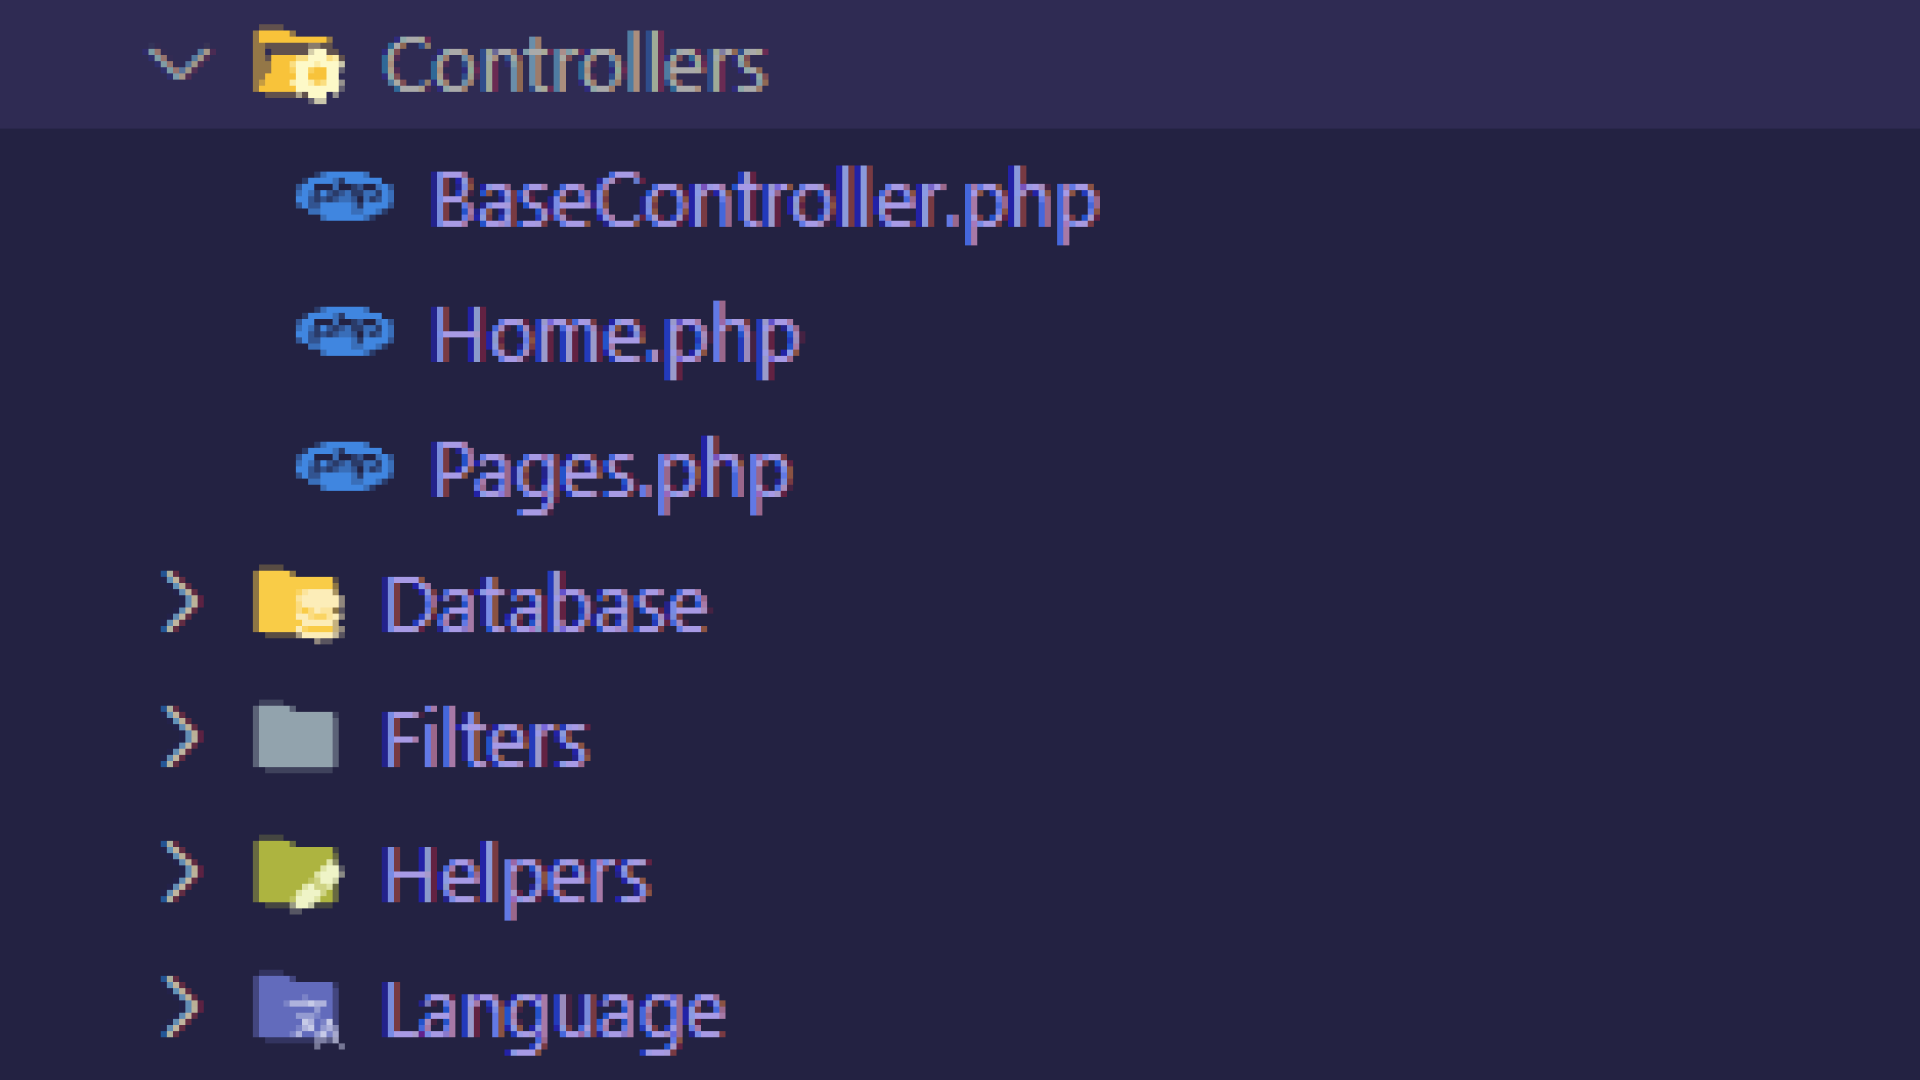 Controllers
BaseController.php
Home.php
Pages.php
Database
Filters
Helpers
Language